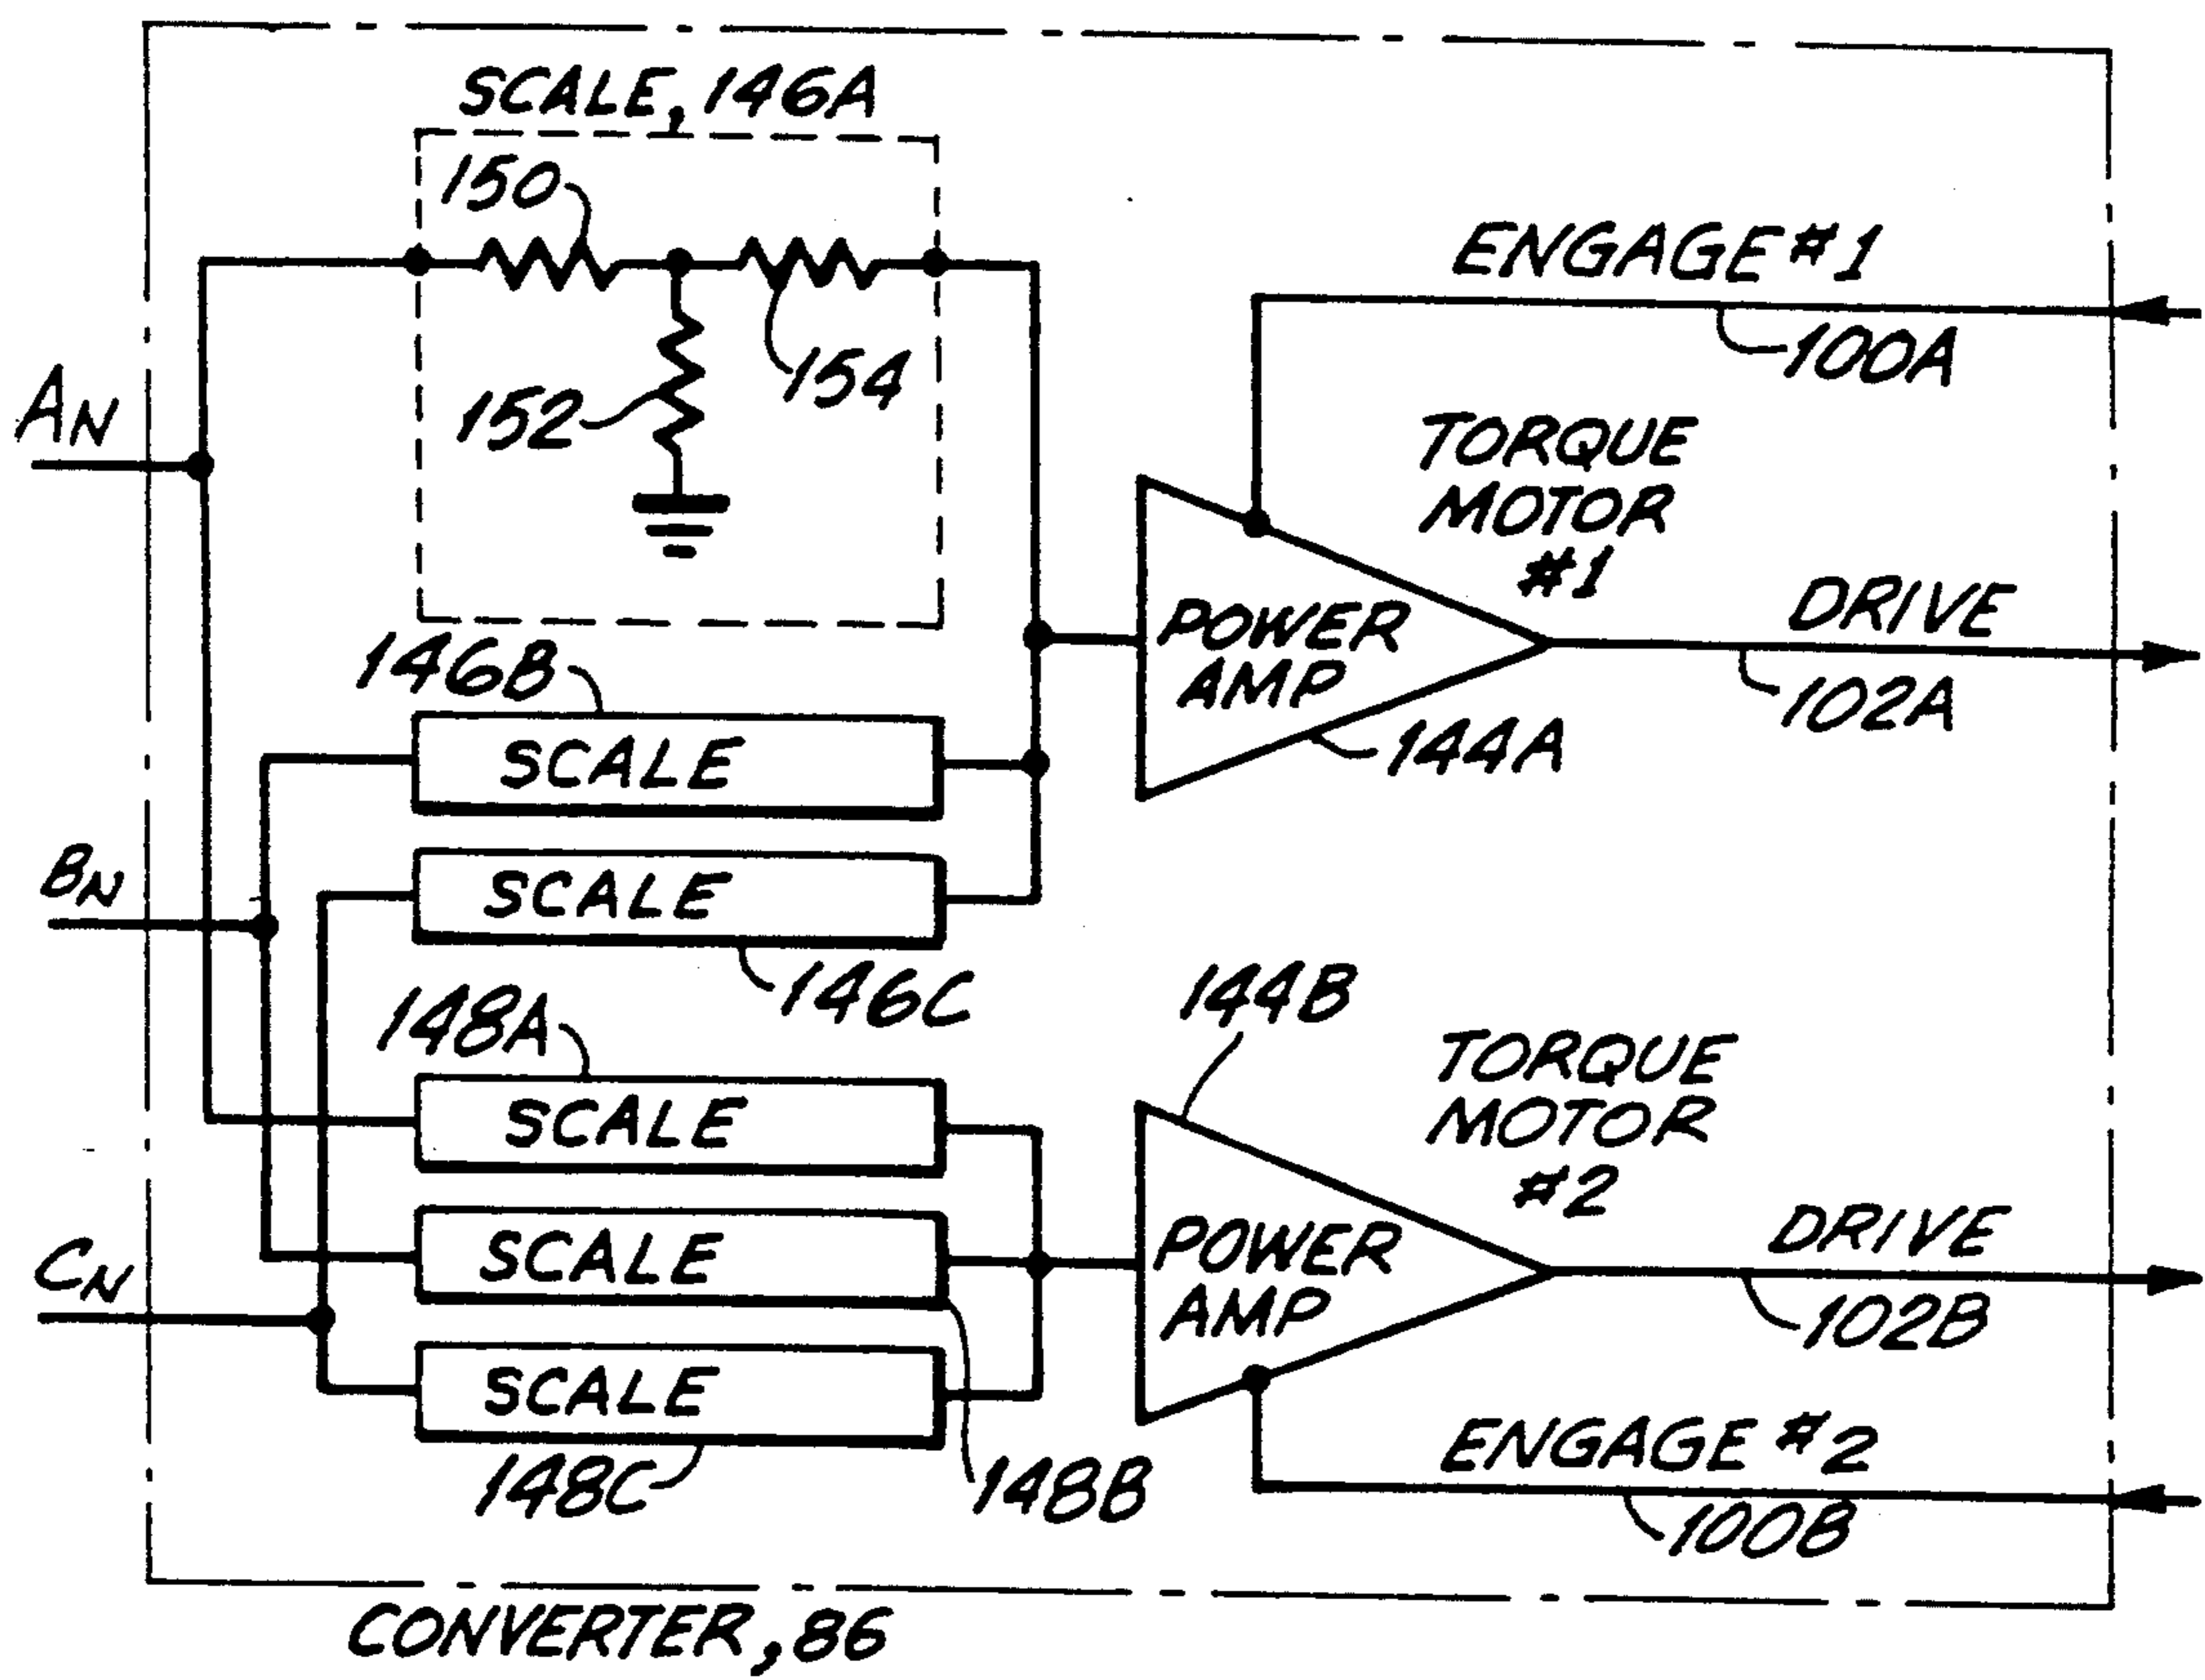 SCALE, 146A
150
152
154
ENGAGE #1
100A
AN
TORQUE
MOTOR
#1
POWER
AMP
DRIVE
102A
144A
146B
SCALE
BN
SCALE
146C
148A
144B
SCALE
TORQUE
MOTOR
#2
CN
SCALE
POWER
AMP
DRIVE
102B
SCALE
148C
148B
ENGAGE #2
100B
CONVERTER, 86